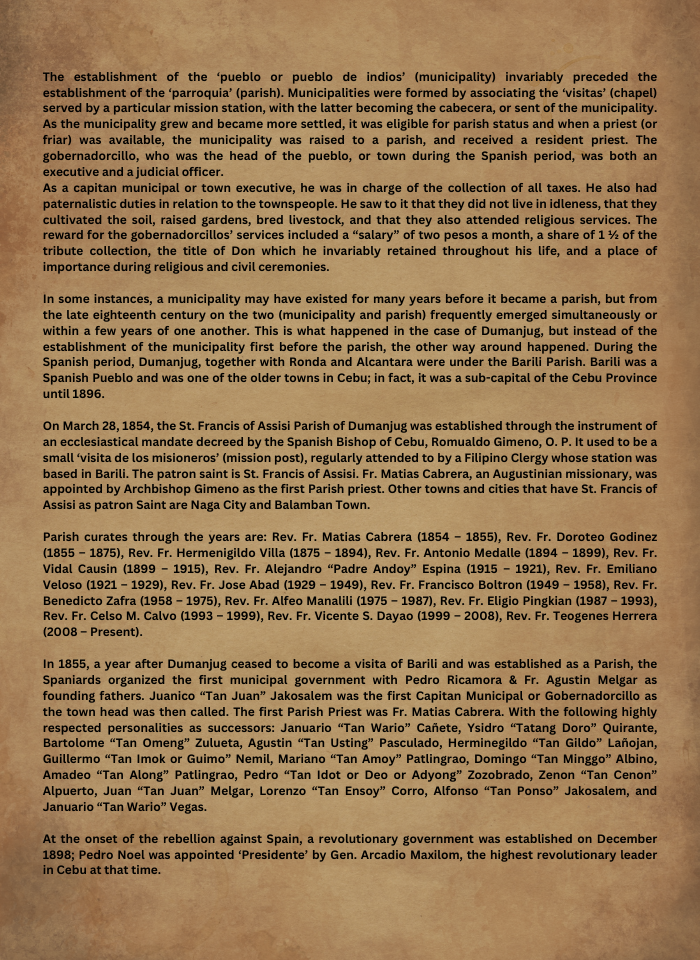 The establishment of the ‘pueblo or pueblo de indios’ (municipality) invariably preceded the
establishment of the ‘parroquia’ (parish). Municipalities were formed by associating the ‘visitas’ (chapel)
served by a particular mission station, with the latter becoming the cabecera, or sent of the municipality.
As the municipality grew and became more settled, it was eligible for parish status and when a priest (or
friar) was available, the municipality was raised to a parish, and received a resident priest. The
gobernadorcillo, who was the head of the pueblo, or town during the Spanish period, was both an
executive and a judicial officer.
As a capitan municipal or town executive, he was in charge of the collection of all taxes. He also had
paternalistic duties in relation to the townspeople. He saw to it that they did not live in idleness, that they
cultivated the soil, raised gardens, bred livestock, and that they also attended religious services. The
reward for the gobernadorcillos’ services included a “salary” of two pesos a month, a share of 1 ½ of the
tribute collection, the title of Don which he invariably retained throughout his life, and a place of
importance during religious and civil ceremonies.
In some instances, a municipality may have existed for many years before it became a parish, but from
the late eighteenth century on the two (municipality and parish) frequently emerged simultaneously or
within a few years of one another. This is what happened in the case of Dumanjug, but instead of the
establishment of the municipality first before the parish, the other way around happened. During the
Spanish period, Dumanjug, together with Ronda and Alcantara were under the Barili Parish. Barili was a
Spanish Pueblo and was one of the older towns in Cebu; in fact, it was a sub-capital of the Cebu Province
until 1896.
On March 28, 1854, the St. Francis of Assisi Parish of Dumanjug was established through the instrument of
an ecclesiastical mandate decreed by the Spanish Bishop of Cebu, Romualdo Gimeno, O. P. It used to be a
small ‘visita de los misioneros’ (mission post), regularly attended to by a Filipino Clergy whose station was
based in Barili. The patron saint is St. Francis of Assisi. Fr. Matias Cabrera, an Augustinian missionary, was
appointed by Archbishop Gimeno as the first Parish priest. Other towns and cities that have St. Francis of
Assisi as patron Saint are Naga City and Balamban Town.
Parish curates through the years are: Rev. Fr. Matias Cabrera (1854 – 1855), Rev. Fr. Doroteo Godinez
(1855 – 1875), Rev. Fr. Hermenigildo Villa (1875 – 1894), Rev. Fr. Antonio Medalle (1894 – 1899), Rev. Fr.
Vidal Causin (1899 – 1915), Rev. Fr. Alejandro “Padre Andoy” Espina (1915 – 1921), Rev. Fr. Emiliano
Veloso (1921 – 1929), Rev. Fr. Jose Abad (1929 – 1949), Rev. Fr. Francisco Boltron (1949 – 1958), Rev. Fr.
Benedicto Zafra (1958 – 1975), Rev. Fr. Alfeo Manalili (1975 – 1987), Rev. Fr. Eligio Pingkian (1987 – 1993),
Rev. Fr. Celso M. Calvo (1993 – 1999), Rev. Fr. Vicente S. Dayao (1999 – 2008), Rev. Fr. Teogenes Herrera
(2008 – Present).
In 1855, a year after Dumanjug ceased to become a visita of Barili and was established as a Parish, the
Spaniards organized the first municipal government with Pedro Ricamora & Fr. Agustin Melgar as
founding fathers. Juanico “Tan Juan” Jakosalem was the first Capitan Municipal or Gobernadorcillo as
the town head was then called. The first Parish Priest was Fr. Matias Cabrera. With the following highly
respected personalities as successors: Januario “Tan Wario” Cañete, Ysidro “Tatang Doro” Quirante,
Bartolome “Tan Omeng” Zulueta, Agustin “Tan Usting” Pasculado, Herminegildo “Tan Gildo” Lañojan,
Guillermo “Tan Imok or Guimo” Nemil, Mariano “Tan Amoy” Patlingrao, Domingo “Tan Minggo” Albino,
Amadeo “Tan Along” Patlingrao, Pedro “Tan Idot or Deo or Adyong” Zozobrado, Zenon “Tan Cenon”
Alpuerto, Juan “Tan Juan” Melgar, Lorenzo “Tan Ensoy” Corro, Alfonso “Tan Ponso” Jakosalem, and
Januario “Tan Wario” Vegas.
At the onset of the rebellion against Spain, a revolutionary government was established on December
1898; Pedro Noel was appointed ‘Presidente’ by Gen. Arcadio Maxilom, the highest revolutionary leader
in Cebu at that time.